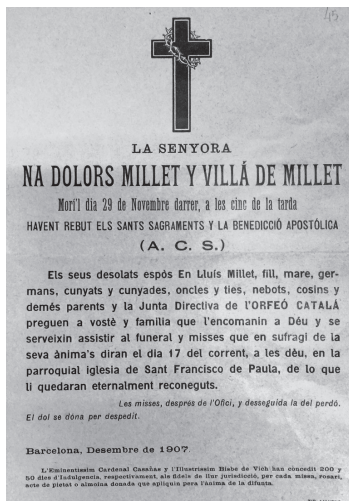 45
LA SENYORA
NA DOLORS MILLET Y VILLÁ DE MILLET
Morí'l dia 29 de Novembre darrer, a les cinc de la tarda
HAVENT REBUT ELS SANTS SAGRAMENTS Y LA BENEDICCIÓ APOSTÓLICA
(A. C. S.)
Els seus desolats espós En Lluís Millet, fill, mare, ger-
mans, cunyats y cunyades, oncles y ties, nebots, cosins y
demés parents y la Junta Directiva de l'ORFEÓ CATALÁ
preguen a vostè y familia que l'encomanin a Dèu y se
serveixin assistir al funeral y misses que en sufragi de la
seva ánima's diran el dia 17 del corrent, a les dèu, en la
parroquial iglesia de Sant Francisco de Paula, de lo que
li quedaran eternalment reconeguts.
Les misses, després de l'Ofici, y desseguida la del perdó.
El dol se dóna per despedit.
Barcelona, Desembre de 1907
L'Eminentíssim Cardenal Casañas y l'Illustríssim Bisbe de Vich han concedit 200 y
50 dies d'Indulgencia, respectivament, als fidels de llur jurisdicció, per cada missa, rosari,
acte de pietat o almoina donada que apliquin pera l'ánima de la difunta.